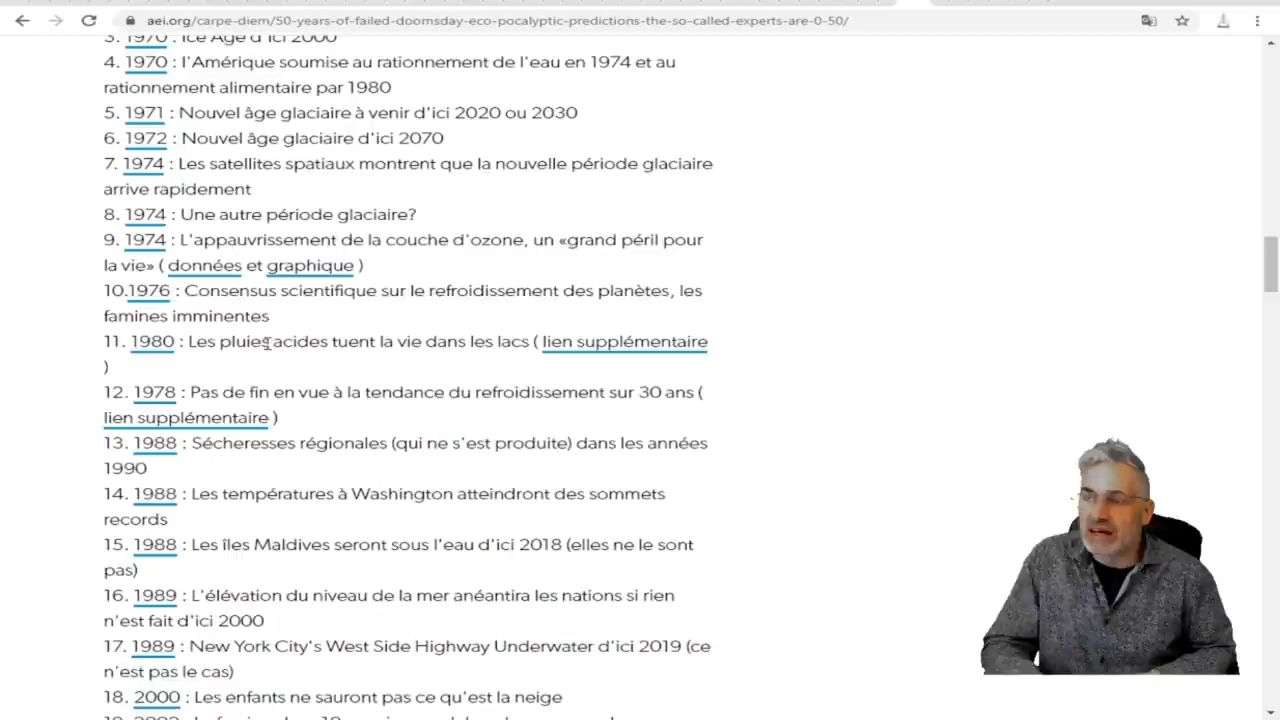 aei.org/carpe-diem/50-years-of-failed-doomsday-eco-pocalyptic-predictions-the-so-called-experts-are-0-50/
3. 1970 : Ice Age d'ici 2000
4. 1970 : l'Amérique soumise au rationnement de l'eau en 1974 et au
rationnement alimentaire par 1980
5. 1971 : Nouvel âge glaciaire à venir d'ici 2020 ou 2030
6. 1972 : Nouvel âge glaciaire d'ici 2070
7. 1974 : Les satellites spatiaux montrent que la nouvelle période glaciaire
arrive rapidement
8. 1974 : Une autre période glaciaire?
9. 1974 : L'appauvrissement de la couche d'ozone, un «grand péril pour
la vie» ( données et graphique )
10.1976 : Consensus scientifique sur le refroidissement des planètes, les
famines imminentes
11. 1980 : Les pluies acides tuent la vie dans les lacs ( lien supplémentaire
)
12. 1978 : Pas de fin en vue à la tendance du refroidissement sur 30 ans (
lien supplémentaire )
13. 1988 : Sécheresses régionales (qui ne s'est produite) dans les années
1990
14. 1988 : Les températures à Washington atteindront des sommets
records
15. 1988 : Les îles Maldives seront sous l'eau d'ici 2018 (elles ne le sont
pas)
16. 1989 : L'élévation du niveau de la mer anéantira les nations si rien
n'est fait d'ici 2000
17. 1989 : New York City's West Side Highway Underwater d'ici 2019 (ce
n'est pas le cas)
18. 2000 : Les enfants ne sauront pas ce qu'est la neige